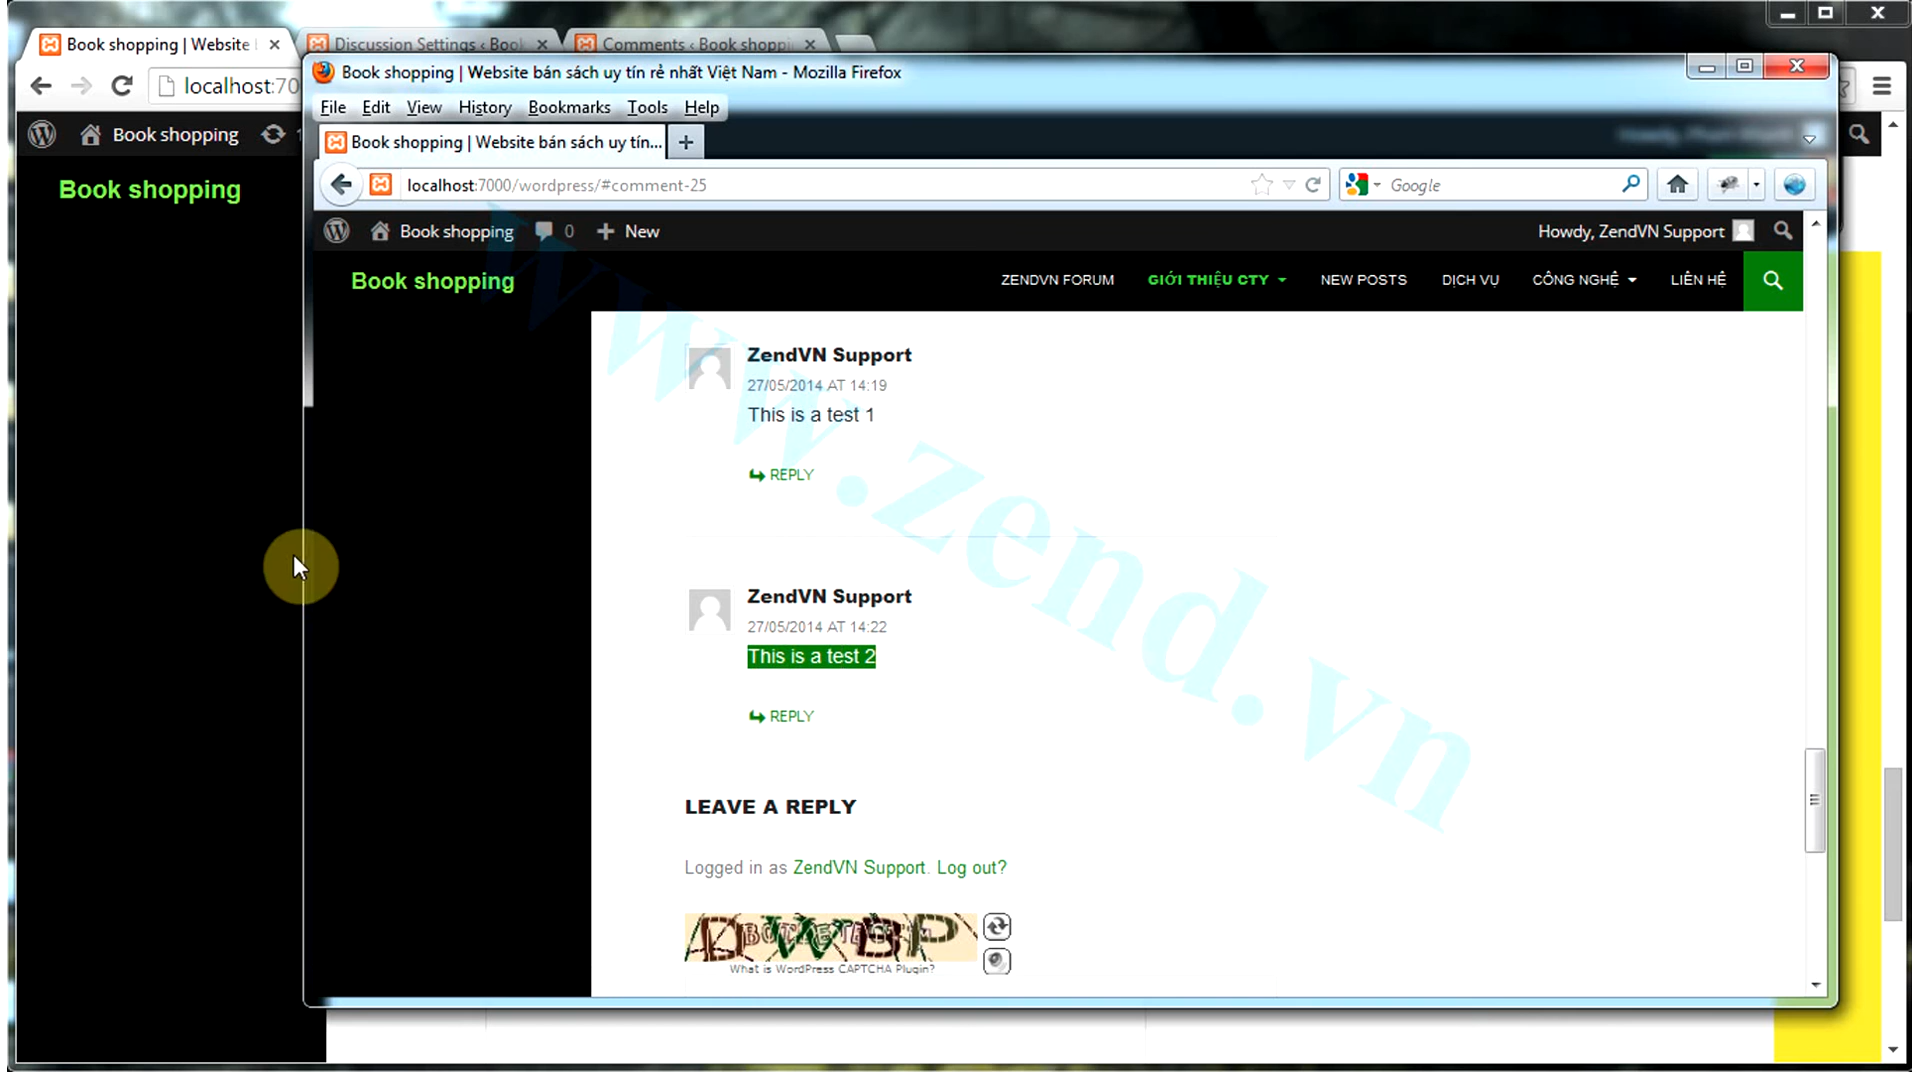 Book shopping | Website
Discussion Settings ‹ Book
Comments ‹ Book shoppi
localhost:70
Book shopping
Book shopping
Book shopping | Website bán sách uy tín rẻ nhất Việt Nam - Mozilla Firefox
File Edit View History Bookmarks Tools Help
Book shopping | Website bán sách uy tín...
localhost:7000/wordpress/#comment-25
Google
Book shopping 0 New
Howdy, ZendVN Support
Book shopping
ZENDVN FORUM GIỚI THIỆU CTY NEW POSTS DỊCH VỤ CÔNG NGHỆ LIÊN HỆ
ZendVN Support
27/05/2014 AT 14:19
This is a test 1
REPLY
ZendVN Support
27/05/2014 AT 14:22
This is a test 2
REPLY
LEAVE A REPLY
Logged in as ZendVN Support. Log out?
What is WordPress CAPTCHA Plugin?
www.zend.vn